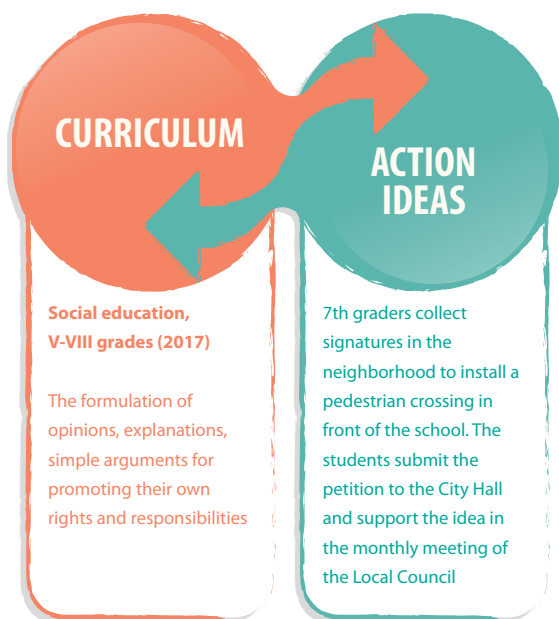 CURRICULUM
Social education,
V-VIII grades (2017)
The formulation of
opinions, explanations,
simple arguments for
promoting their own
rights and responsibilities
ACTION
IDEAS
7th graders collect
signatures in the
neighborhood to install a
pedestrian crossing in
front of the school. The
students submit the
petition to the City Hall
and support the idea in
the monthly meeting of
the Local Council